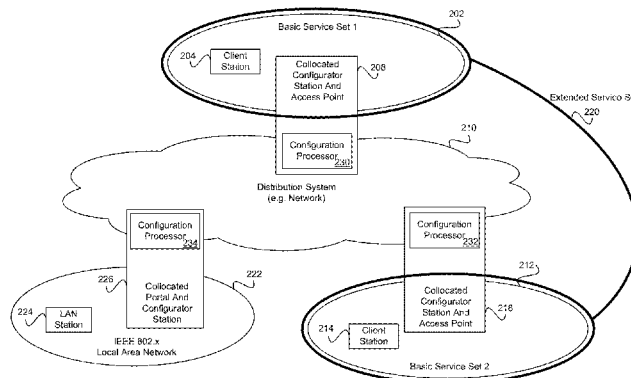 202
Basic Service Set 1
204
Client
Station
Collocated
Configurator
Station And
Access Point
208
Extended Service S
220
210
Configuration
Processor
230
Distribution System
(e.g. Network)
Configuration
Processor
234
Configuration
Processor
232
226
222
212
Collocated
Portal And
Configurator
Station
224
LAN
Station
IEEE 802.x
Local Area Network
Collocated
Configurator
Station And
Access Point
218
214
Client
Station
Basic Service Set 2